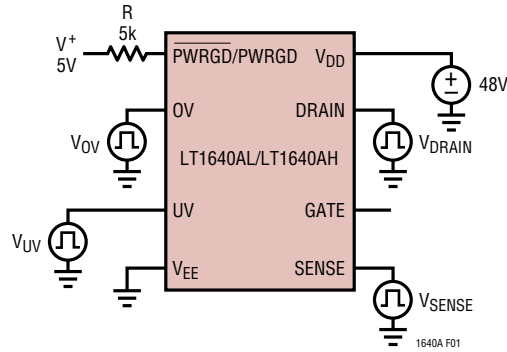 R
5k
V+
5V
PWRGD/PWRGD
VDD
+
−
48V
OV
DRAIN
VOV
VDRAIN
LT1640AL/LT1640AH
UV
GATE
VUV
VEE
SENSE
VSENSE
1640A F01